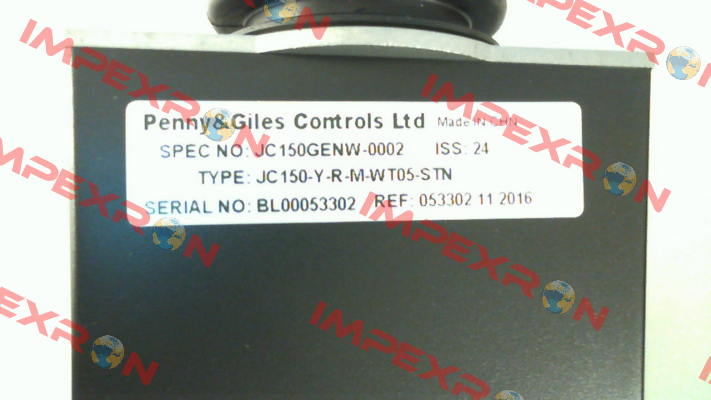 IMPEXRON
IMPEXRON
IMPEXRON
Penny&Giles Controls Ltd Made IN CHN
SPEC NO: JC150GENW-0002 ISS: 24
TYPE: JC150-Y-R-M-WT05-STN
SERIAL NO: BL00053302 REF: 053302 11 2016
IMPEXRON
IMPEXRON
IMPEXRON
IMPEXRON